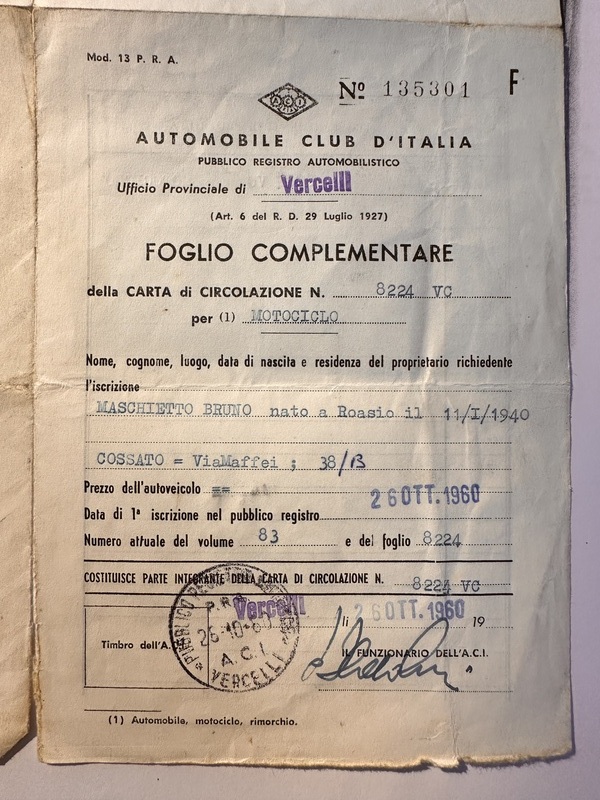 Mod. 13 P. R. A.
Nº 135301 F
A C I
ITALIA
AUTOMOBILE CLUB D'ITALIA
PUBBLICO REGISTRO AUTOMOBILISTICO
Ufficio Provinciale di Vercelli
(Art. 6 del R. D. 29 Luglio 1927)
FOGLIO COMPLEMENTARE
della CARTA di CIRCOLAZIONE N. 8224 VC
per (1) MOTOCICLO
Nome, cognome, luogo, data di nascita e residenza del proprietario richiedente
l'iscrizione
MASCHIETTO BRUNO nato a Roasio il 11/I/1940
COSSATO = ViaMaffei ; 38/B
Prezzo dell'autoveicolo ==
26 OTT. 1960
Data di 1ª iscrizione nel pubblico registro
Numero attuale del volume 83 e del foglio 8224
COSTITUISCE PARTE INTEGRANTE DELLA CARTA DI CIRCOLAZIONE N. 8224 VC
Vercelli li 26 OTT. 1960 19
Timbro dell'A.
PUBBLICO
P.R.A.
26-10-60
A.C.I.
VERCELLI
IL FUNZIONARIO DELL'A.C.I.
(1) Automobile, motociclo, rimorchio.